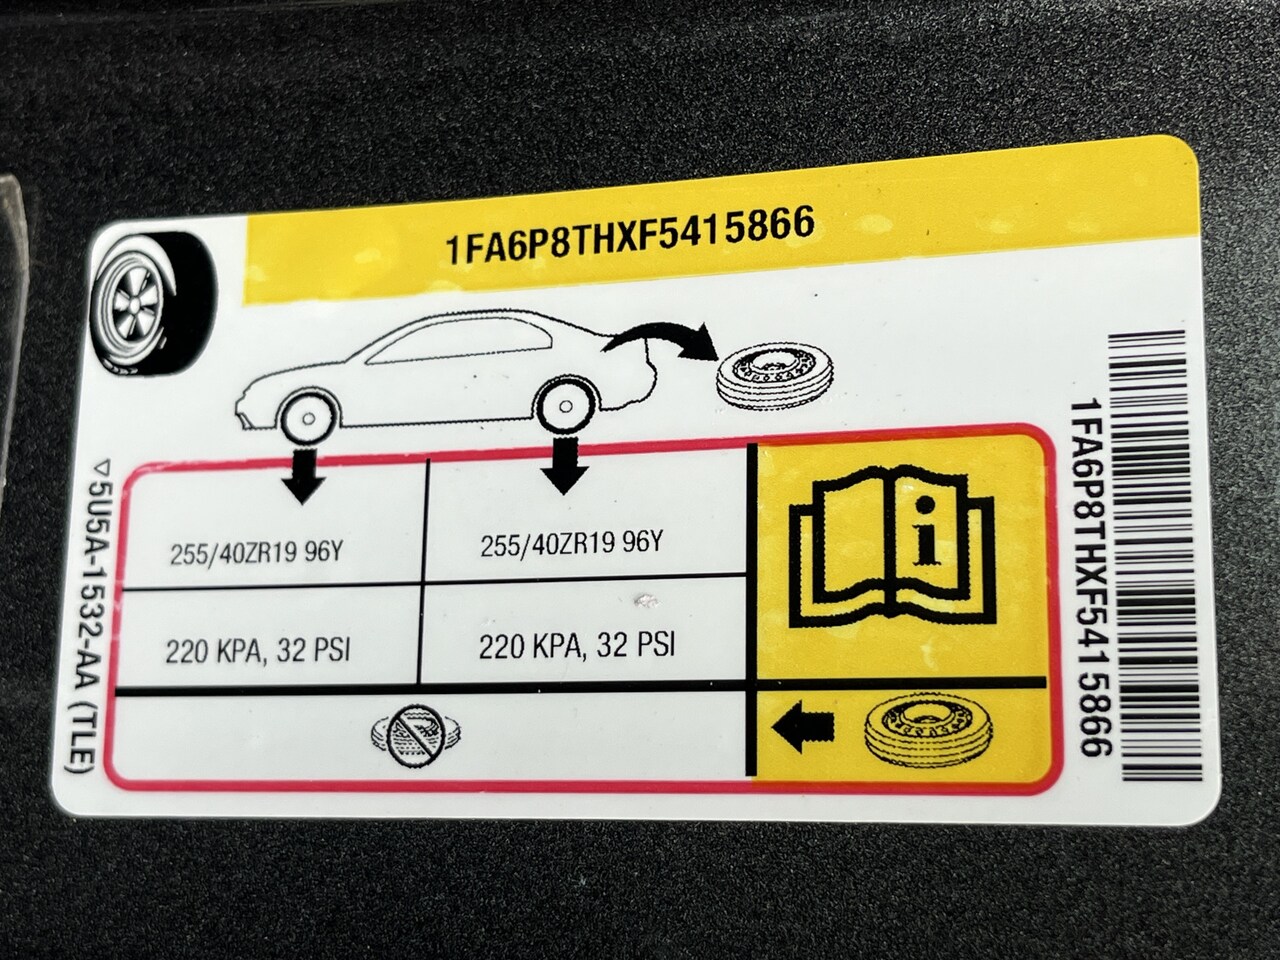 1FA6P8THXF5415866
255/40ZR19 96Y
255/40ZR19 96Y
220 KPA, 32 PSI
220 KPA, 32 PSI
i
▽5U5A-1532-AA (TLE)
1FA6P8THXF5415866